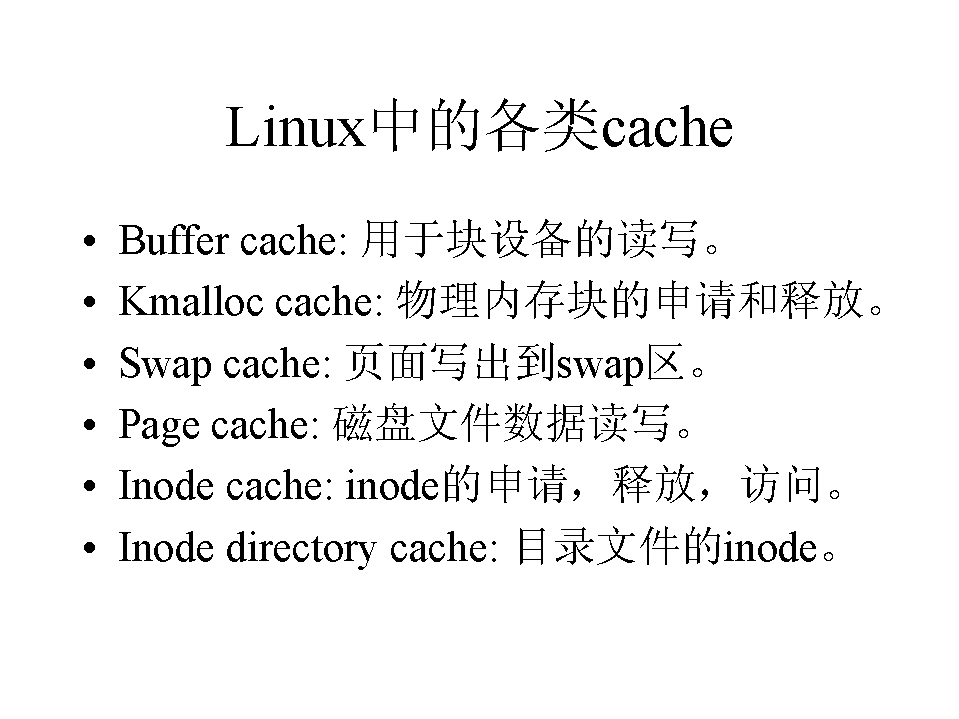 Linux中的各类cache
• Buffer cache: 用于块设备的读写。
• Kmalloc cache: 物理内存块的申请和释放。
• Swap cache: 页面写出到swap区。
• Page cache: 磁盘文件数据读写。
• Inode cache: inode的申请，释放，访问。
• Inode directory cache: 目录文件的inode。